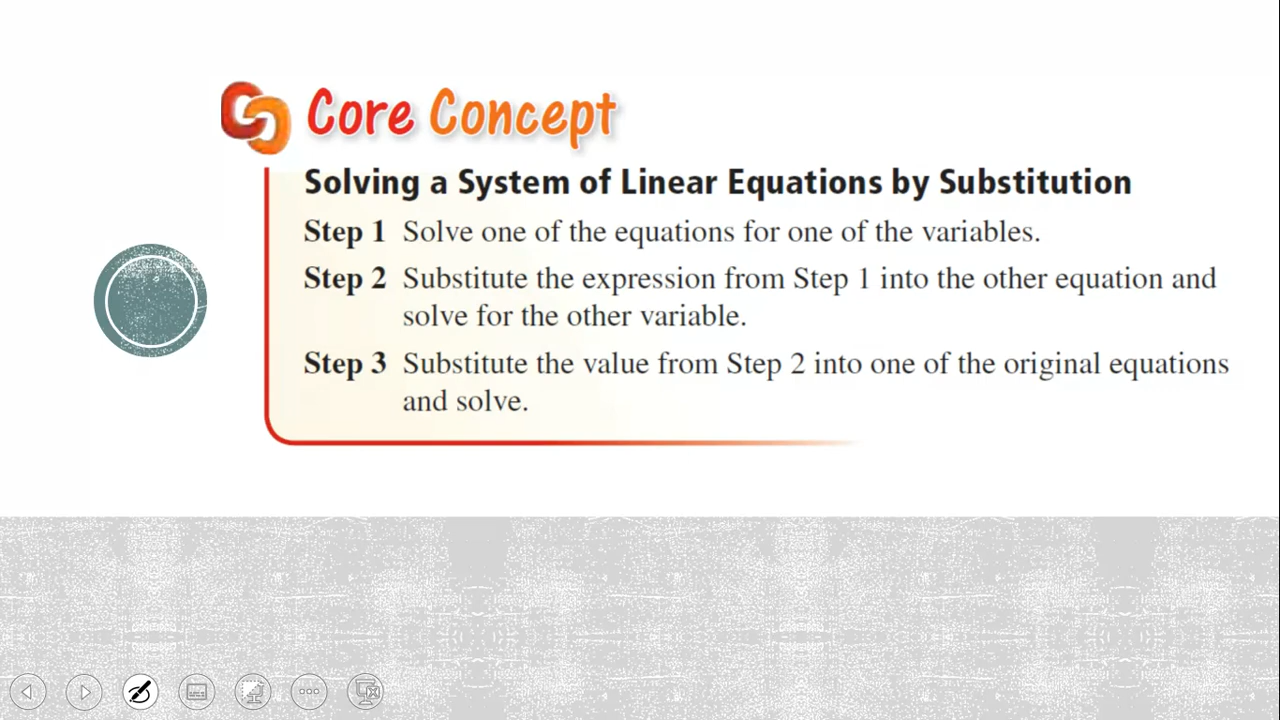 Core Concept
Solving a System of Linear Equations by Substitution
Step 1 Solve one of the equations for one of the variables.
Step 2 Substitute the expression from Step 1 into the other equation and
solve for the other variable.
Step 3 Substitute the value from Step 2 into one of the original equations
and solve.